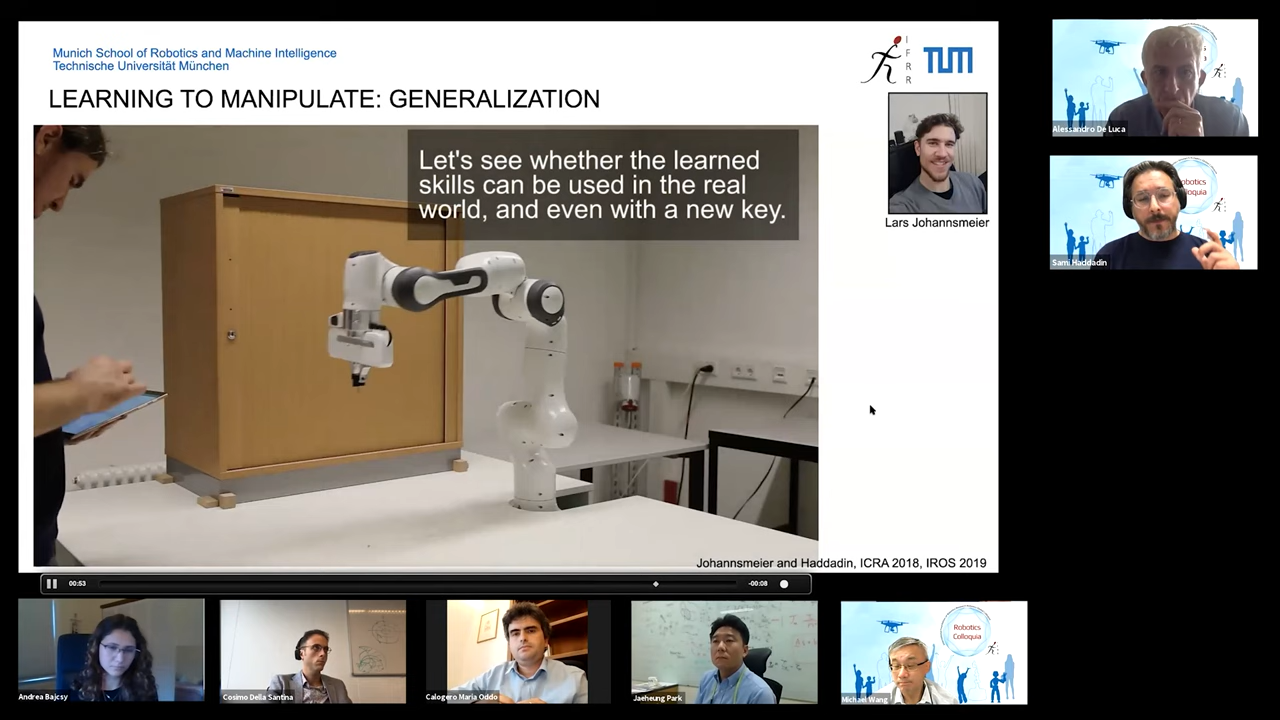 Munich School of Robotics and Machine Intelligence
Technische Universität München
IFRR
TUM
LEARNING TO MANIPULATE: GENERALIZATION
Let's see whether the learned
skills can be used in the real
world, and even with a new key.
Lars Johannsmeier
Johannsmeier and Haddadin, ICRA 2018, IROS 2019
00:53
-00:08
Alessandro De Luca
Robotics
Colloquia
Sami Haddadin
Andrea Bajcsy
Cosimo Della Santina
Calogero Maria Oddo
Jaeheung Park
Robotics
Colloquia
Michael Wang